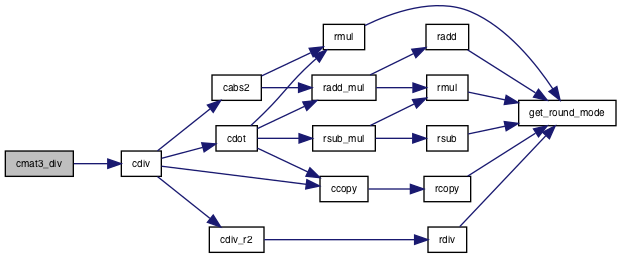 rmul
radd
cabs2
radd_mul
rmul
get_round_mode
cdot
rsub_mul
rsub
cmat3_div
cdiv
ccopy
rcopy
cdiv_r2
rdiv